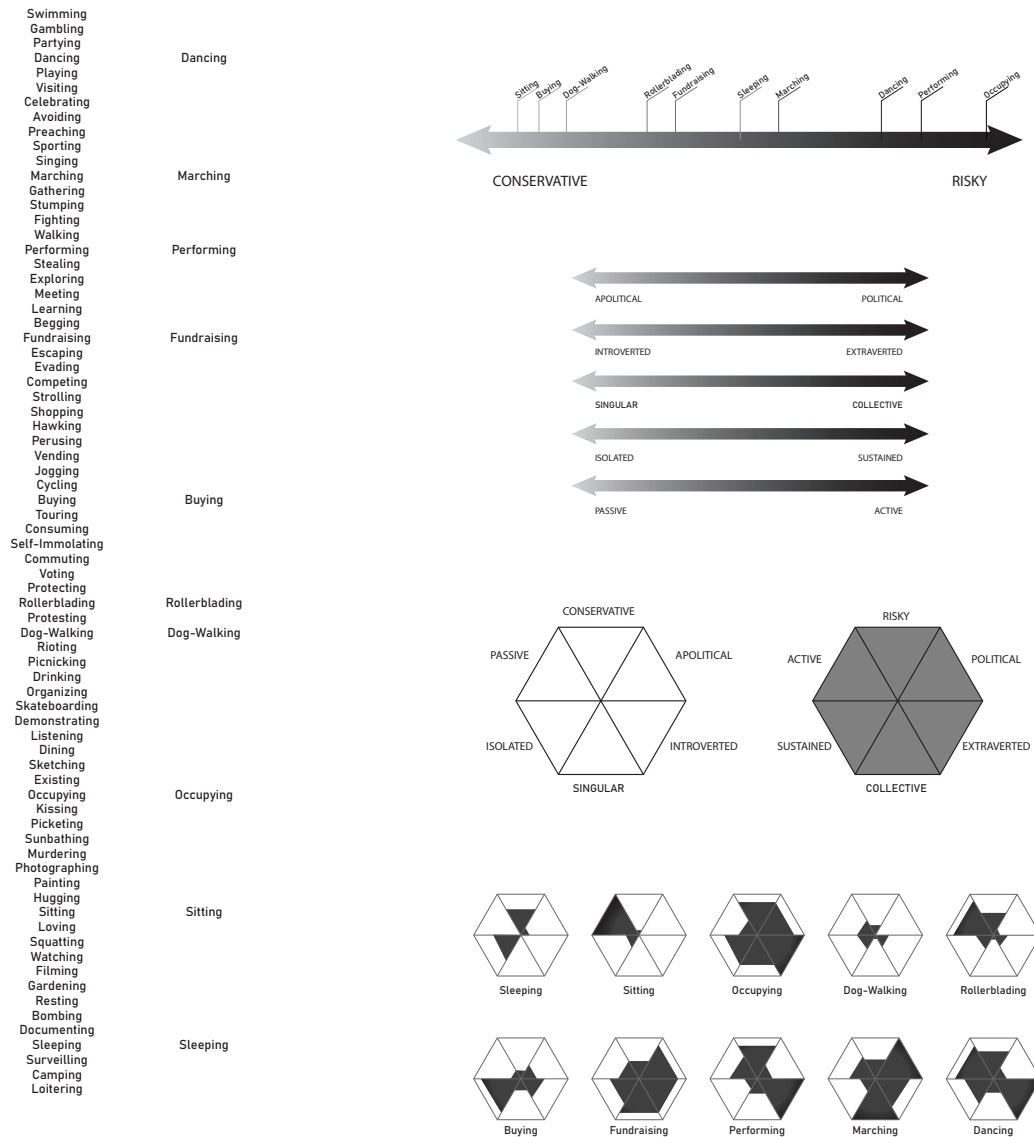 Swimming
Gambling
Partying
Dancing
Playing
Visiting
Celebrating
Avoiding
Preaching
Sporting
Singing
Marching
Gathering
Stumping
Fighting
Walking
Performing
Stealing
Exploring
Meeting
Learning
Begging
Fundraising
Escaping
Evading
Competing
Strolling
Shopping
Hawking
Perusing
Vending
Jogging
Cycling
Buying
Touring
Consuming
Self-Immolating
Commuting
Voting
Protecting
Rollerblading
Protesting
Dog-Walking
Rioting
Picnicking
Drinking
Organizing
Skateboarding
Demonstrating
Listening
Dining
Sketching
Existing
Occupying
Kissing
Picketing
Sunbathing
Murdering
Photographing
Painting
Hugging
Sitting
Loving
Squatting
Watching
Filming
Gardening
Resting
Bombing
Documenting
Sleeping
Surveilling
Camping
Loitering
Dancing
Marching
Performing
Fundraising
Buying
Rollerblading
Dog-Walking
Occupying
Sitting
Sleeping
Sitting
Buying
Dog-Walking
Rollerblading
Fundraising
Sleeping
Marching
Dancing
Performing
Occupying
CONSERVATIVE RISKY
APOLITICAL POLITICAL
INTROVERTED EXTRAVERTED
SINGULAR COLLECTIVE
ISOLATED SUSTAINED
PASSIVE ACTIVE
CONSERVATIVE
PASSIVE APOLITICAL
ISOLATED INTROVERTED
SINGULAR
RISKY
ACTIVE POLITICAL
SUSTAINED EXTRAVERTED
COLLECTIVE
Sleeping Sitting Occupying Dog-Walking Rollerblading
Buying Fundraising Performing Marching Dancing